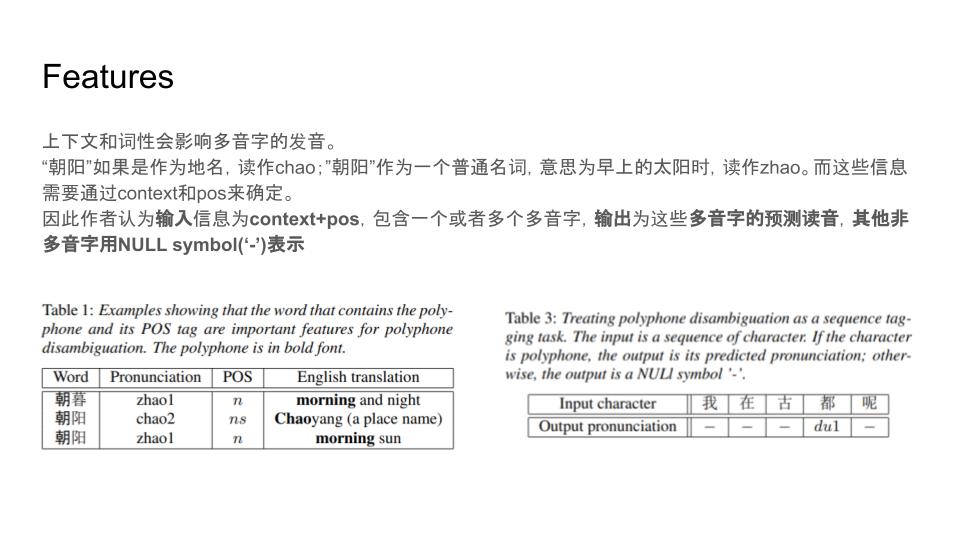 Features
上下文和词性会影响多音字的发音。
“朝阳”如果是作为地名，读作chao；”朝阳”作为一个普通名词，意思为早上的太阳时，读作zhao。而这些信息
需要通过context和pos来确定。
因此作者认为输入信息为context+pos，包含一个或者多个多音字，输出为这些多音字的预测读音，其他非
多音字用NULL symbol(‘-’)表示
Table 1: Examples showing that the word that contains the poly-
phone and its POS tag are important features for polyphone
disambiguation. The polyphone is in bold font.
Word Pronunciation POS English translation
朝暮 zhao1 n morning and night
朝阳 chao2 ns Chaoyang (a place name)
朝阳 zhao1 n morning sun
Table 3: Treating polyphone disambiguation as a sequence tag-
ging task. The input is a sequence of character. If the character
is polyphone, the output is its predicted pronunciation; other-
wise, the output is a NULl symbol '-'.
Input character 我 在 古 都 呢
Output pronunciation – – – du1 –